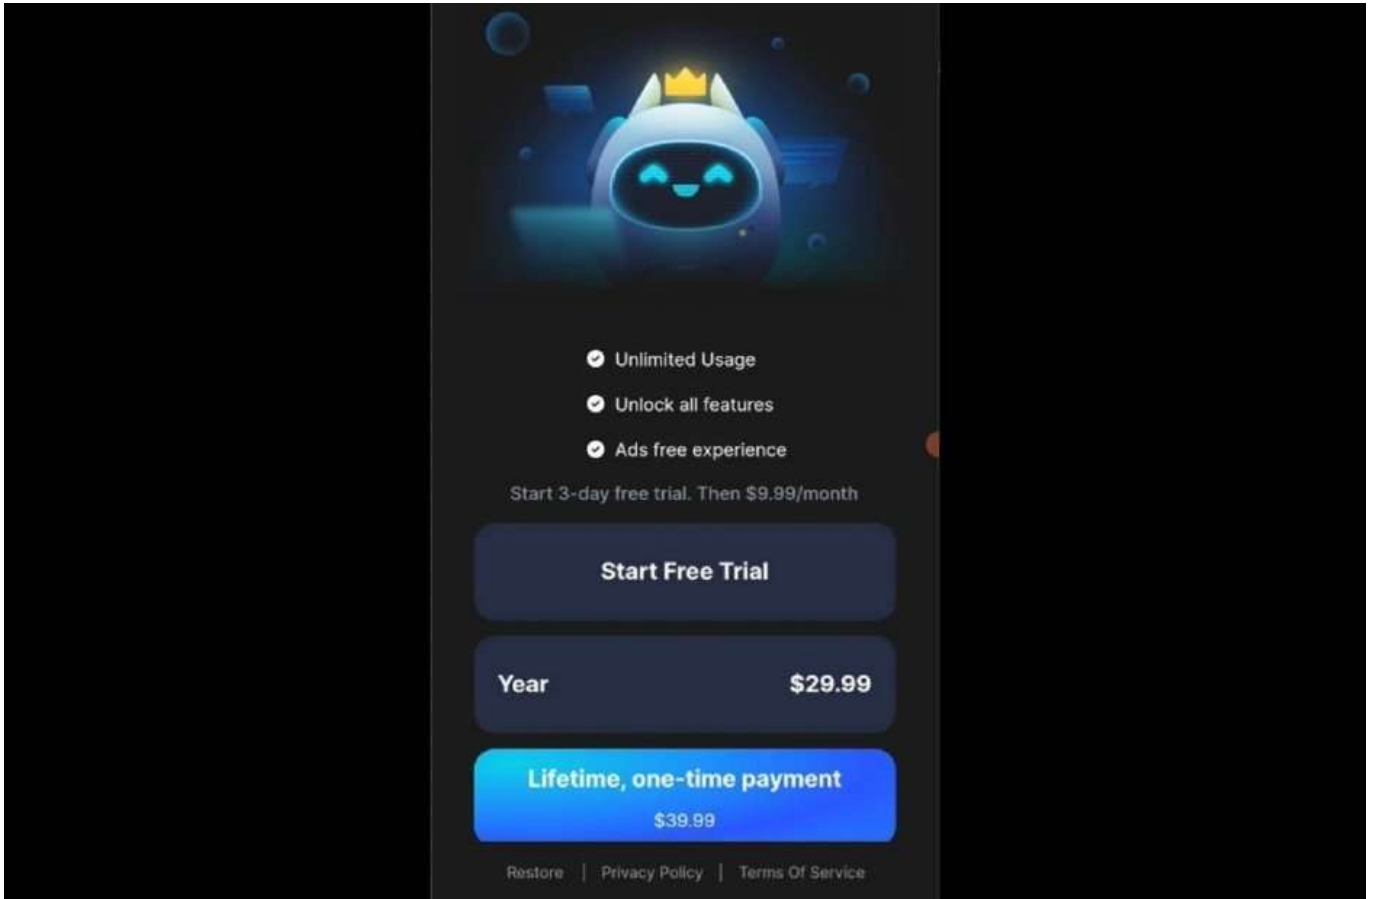 Unlimited Usage
Unlock all features
Ads free experience
Start 3-day free trial. Then $9.99/month
Start Free Trial
Year $29.99
Lifetime, one-time payment
$39.99
Restore | Privacy Policy | Terms Of Service